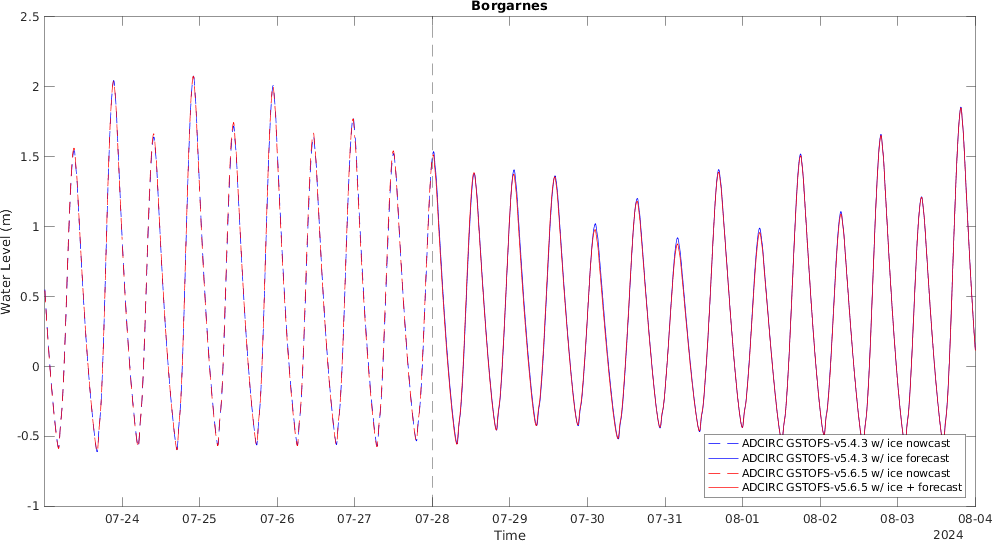 Borgarnes
2.5
2
1.5
1
0.5
0
-0.5
-1
Water Level (m)
ADCIRC GSTOFS-v5.4.3 w/ ice nowcast
ADCIRC GSTOFS-v5.4.3 w/ ice forecast
ADCIRC GSTOFS-v5.6.5 w/ ice nowcast
ADCIRC GSTOFS-v5.6.5 w/ ice + forecast
07-24 07-25 07-26 07-27 07-28 07-29 07-30 07-31 08-01 08-02 08-03 08-04
Time
2024